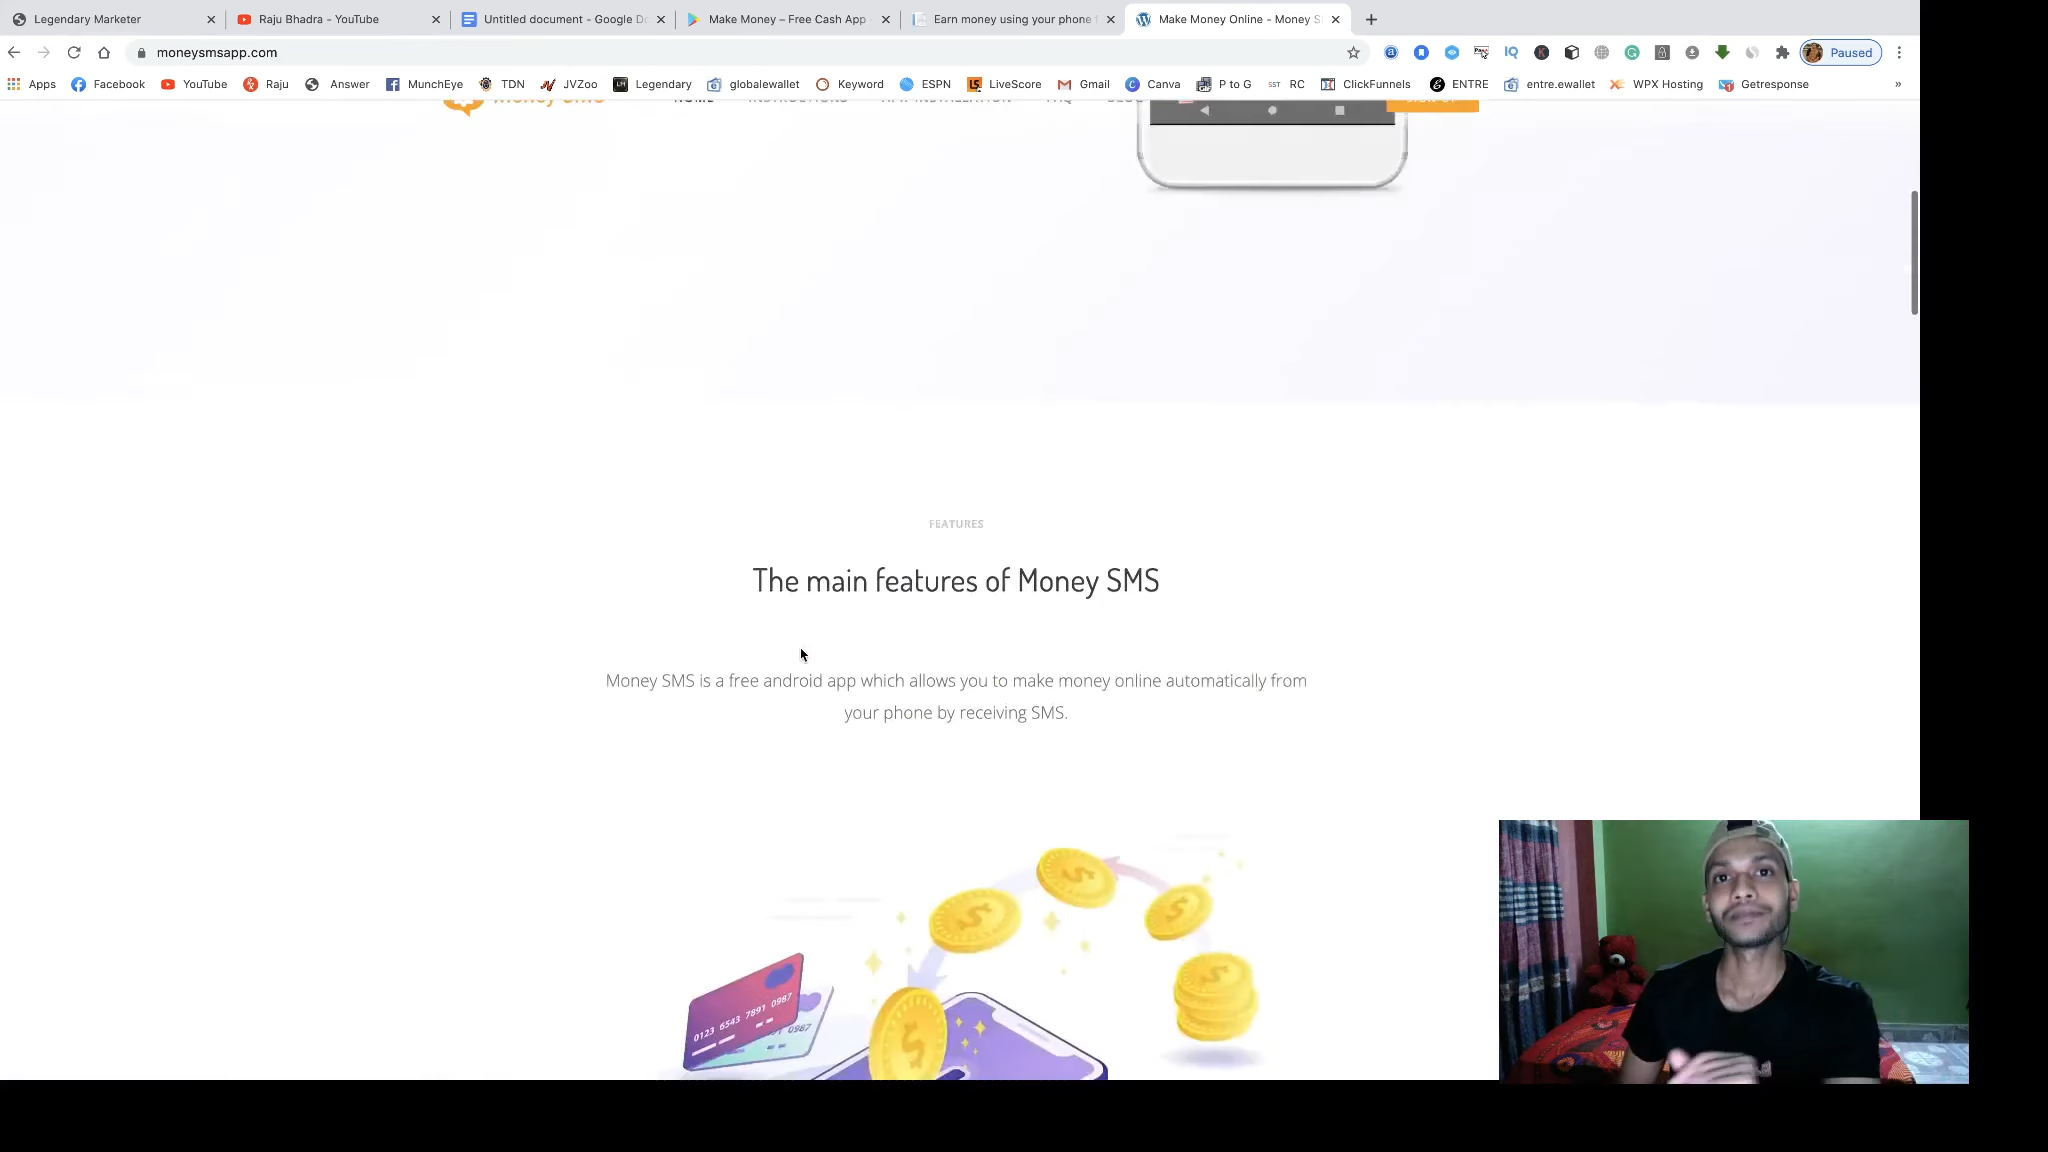 Legendary Marketer
Raju Bhadra - YouTube
Untitled document - Google Do
Make Money – Free Cash App
Earn money using your phone
Make Money Online - Money S
moneysmsapp.com
Paused
Apps
Facebook
YouTube
Raju
Answer
MunchEye
TDN
JVZoo
Legendary
globalewallet
Keyword
ESPN
LiveScore
Gmail
Canva
P to G
RC
ClickFunnels
ENTRE
entre.ewallet
WPX Hosting
Getresponse
»
FEATURES
The main features of Money SMS
Money SMS is a free android app which allows you to make money online automatically from
your phone by receiving SMS.
0123 6543 7891 0987
0987